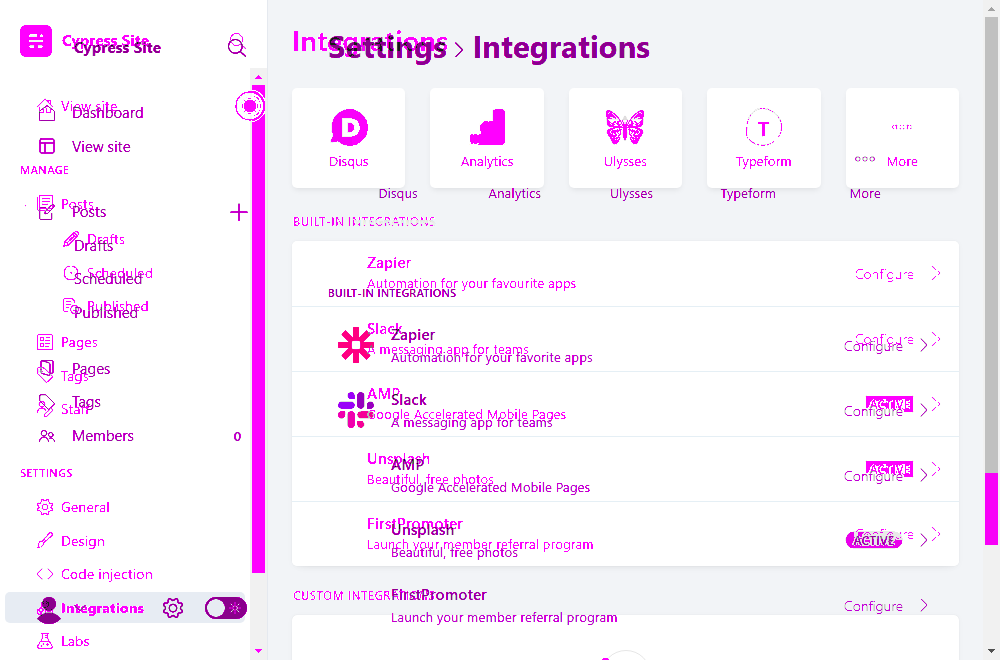 Cypress Site
Cypress Site
View site
Dashboard
View site
MANAGE
Posts
Posts
Drafts
Drafts
Scheduled
Scheduled
Published
Published
Pages
Pages
Tags
Tags
Staff
Members 0
SETTINGS
General
Design
Code injection
Integrations
Labs
Integrations
Settings › Integrations
Disqus Analytics Ulysses Typeform More
Disqus Analytics Ulysses Typeform More
BUILT-IN INTEGRATIONS
Zapier
Automation for your favourite apps
Configure
BUILT-IN INTEGRATIONS
Slack
A messaging app for teams
Configure
Zapier
Automation for your favorite apps
Configure
AMP
Google Accelerated Mobile Pages
ACTIVE
Slack
A messaging app for teams
Configure
Unsplash
Beautiful, free photos
ACTIVE
AMP
Google Accelerated Mobile Pages
Configure
FirstPromoter
Launch your member referral program
Configure
Unsplash
Beautiful, free photos
ACTIVE
CUSTOM INTEGRATIONS
FirstPromoter
Launch your member referral program
Configure